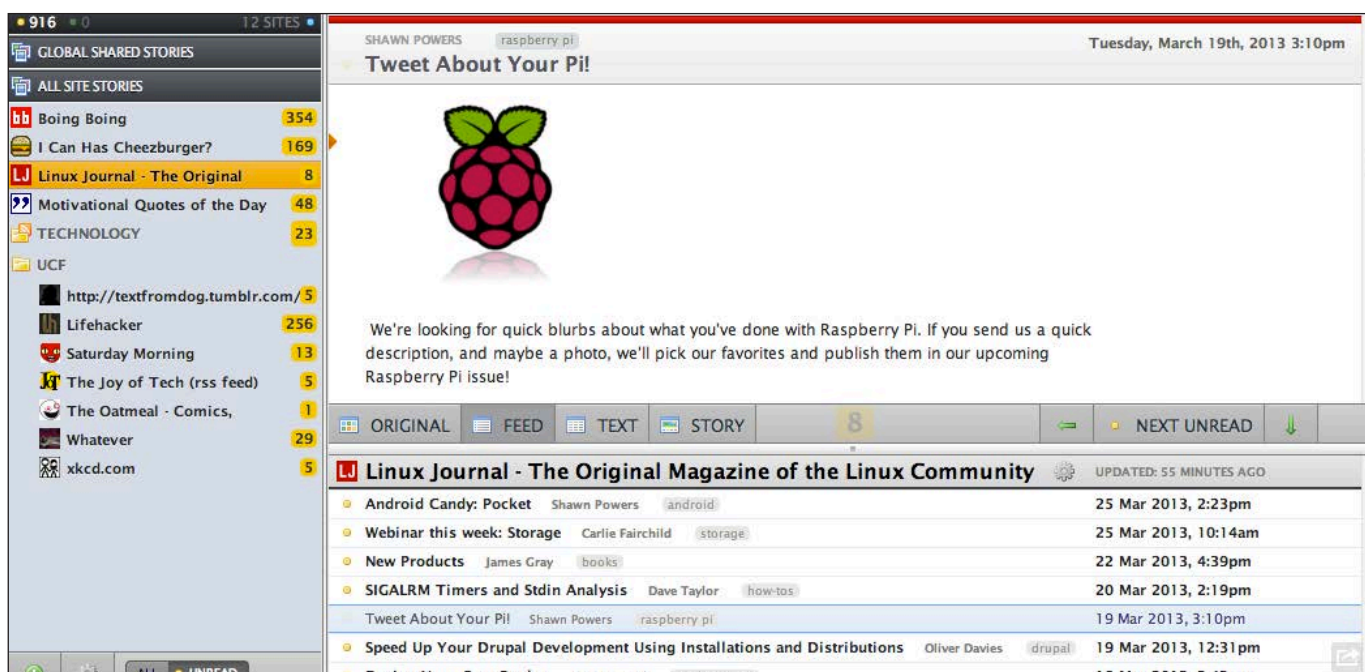 916 0 12 SITES
GLOBAL SHARED STORIES
ALL SITE STORIES
bb Boing Boing 354
I Can Has Cheezburger? 169
LJ Linux Journal - The Original 8
Motivational Quotes of the Day 48
TECHNOLOGY 23
UCF
http://textfromdog.tumblr.com/ 5
lh Lifehacker 256
Saturday Morning 13
JoT The Joy of Tech (rss feed) 5
The Oatmeal - Comics, 1
Whatever 29
xkcd.com 5
ALL UNREAD
SHAWN POWERS raspberry pi
Tuesday, March 19th, 2013 3:10pm
Tweet About Your Pi!
We're looking for quick blurbs about what you've done with Raspberry Pi. If you send us a quick
description, and maybe a photo, we'll pick our favorites and publish them in our upcoming
Raspberry Pi issue!
ORIGINAL FEED TEXT STORY 8 NEXT UNREAD
LJ Linux Journal - The Original Magazine of the Linux Community UPDATED: 55 MINUTES AGO
Android Candy: Pocket Shawn Powers android 25 Mar 2013, 2:23pm
Webinar this week: Storage Carlie Fairchild storage 25 Mar 2013, 10:14am
New Products James Gray books 22 Mar 2013, 4:39pm
SIGALRM Timers and Stdin Analysis Dave Taylor how-tos 20 Mar 2013, 2:19pm
Tweet About Your Pi! Shawn Powers raspberry pi 19 Mar 2013, 3:10pm
Speed Up Your Drupal Development Using Installations and Distributions Oliver Davies drupal 19 Mar 2013, 12:31pm